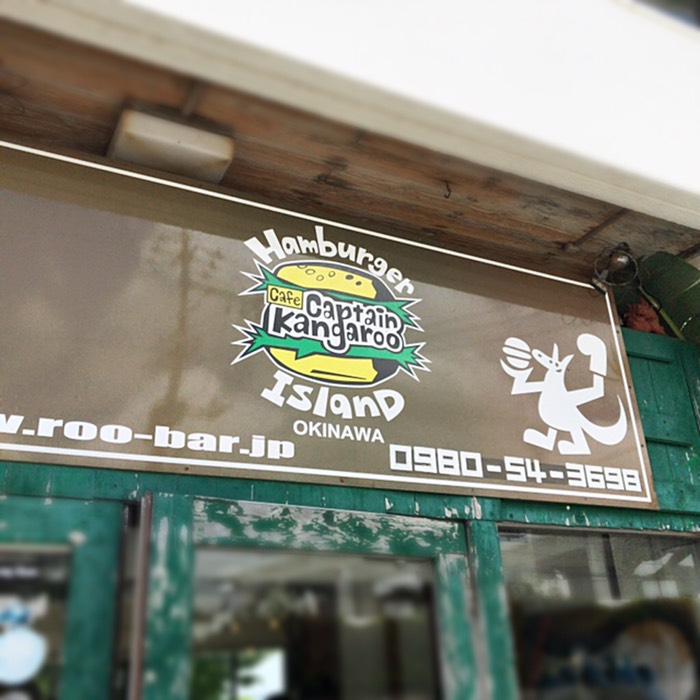 Hamburger
Cafe
Captain
Kangaroo
Island
OKINAWA
.roo-bar.jp
0980-54-3698